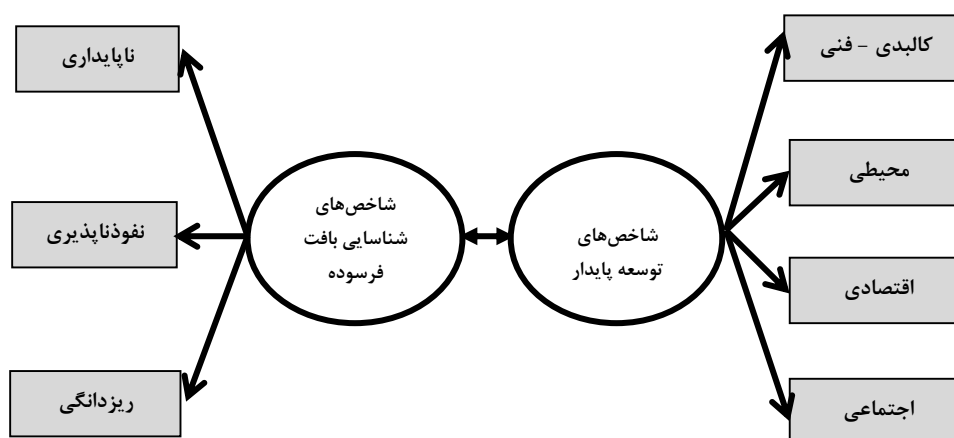 کالبدی - فنی
محیطی
اقتصادی
اجتماعی
شاخص‌های
توسعه پایدار
شاخص‌های
شناسایی بافت
فرسوده
ناپایداری
نفوذناپذیری
ریزدانگی